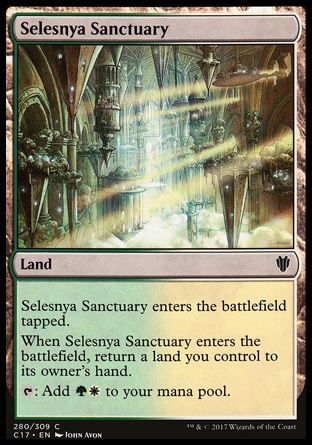 Selesnya Sanctuary
Land
Selesnya Sanctuary enters the battlefield
tapped.
When Selesnya Sanctuary enters the
battlefield, return a land you control to
its owner's hand.
: Add to your mana pool.
280/309 C
C17 • EN JOHN AVON
™ & © 2017 Wizards of the Coast